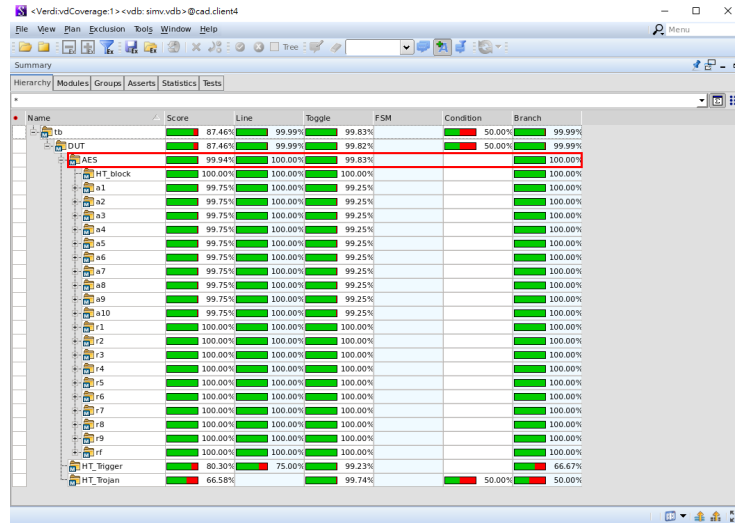 <Verdi:vdCoverage:1> <vdb: simv.vdb>@cad.client4
File View Plan Exclusion Tools Window Help
Menu
Tree
Summary
Hierarchy Modules Groups Asserts Statistics Tests
*
Name Score Line Toggle FSM Condition Branch
tb 87.46% 99.99% 99.83% 50.00% 99.99%
DUT 87.46% 99.99% 99.82% 50.00% 99.99%
AES 99.94% 100.00% 99.83% 100.00%
HT_block 100.00% 100.00% 100.00% 100.00%
a1 99.75% 100.00% 99.25% 100.00%
a2 99.75% 100.00% 99.25% 100.00%
a3 99.75% 100.00% 99.25% 100.00%
a4 99.75% 100.00% 99.25% 100.00%
a5 99.75% 100.00% 99.25% 100.00%
a6 99.75% 100.00% 99.25% 100.00%
a7 99.75% 100.00% 99.25% 100.00%
a8 99.75% 100.00% 99.25% 100.00%
a9 99.75% 100.00% 99.25% 100.00%
a10 99.75% 100.00% 99.25% 100.00%
r1 100.00% 100.00% 100.00% 100.00%
r2 100.00% 100.00% 100.00% 100.00%
r3 100.00% 100.00% 100.00% 100.00%
r4 100.00% 100.00% 100.00% 100.00%
r5 100.00% 100.00% 100.00% 100.00%
r6 100.00% 100.00% 100.00% 100.00%
r7 100.00% 100.00% 100.00% 100.00%
r8 100.00% 100.00% 100.00% 100.00%
r9 100.00% 100.00% 100.00% 100.00%
rf 100.00% 100.00% 100.00% 100.00%
HT_Trigger 80.30% 75.00% 99.23% 66.67%
HT_Trojan 66.58% 99.74% 50.00% 50.00%